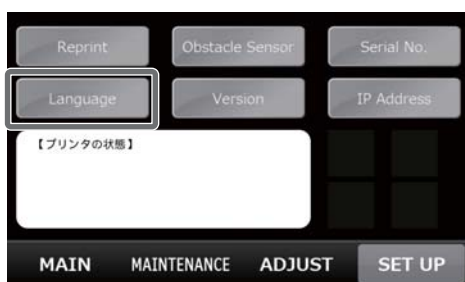 Reprint Obstacle Sensor Serial No.
Language Version IP Address
【プリンタの状態】
MAIN MAINTENANCE ADJUST SET UP